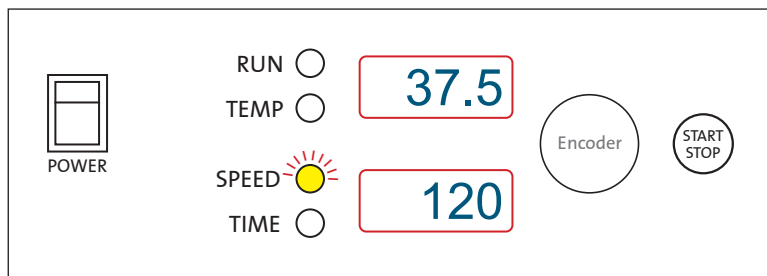 POWER
RUN
TEMP
37.5
SPEED
TIME
120
Encoder
START
STOP